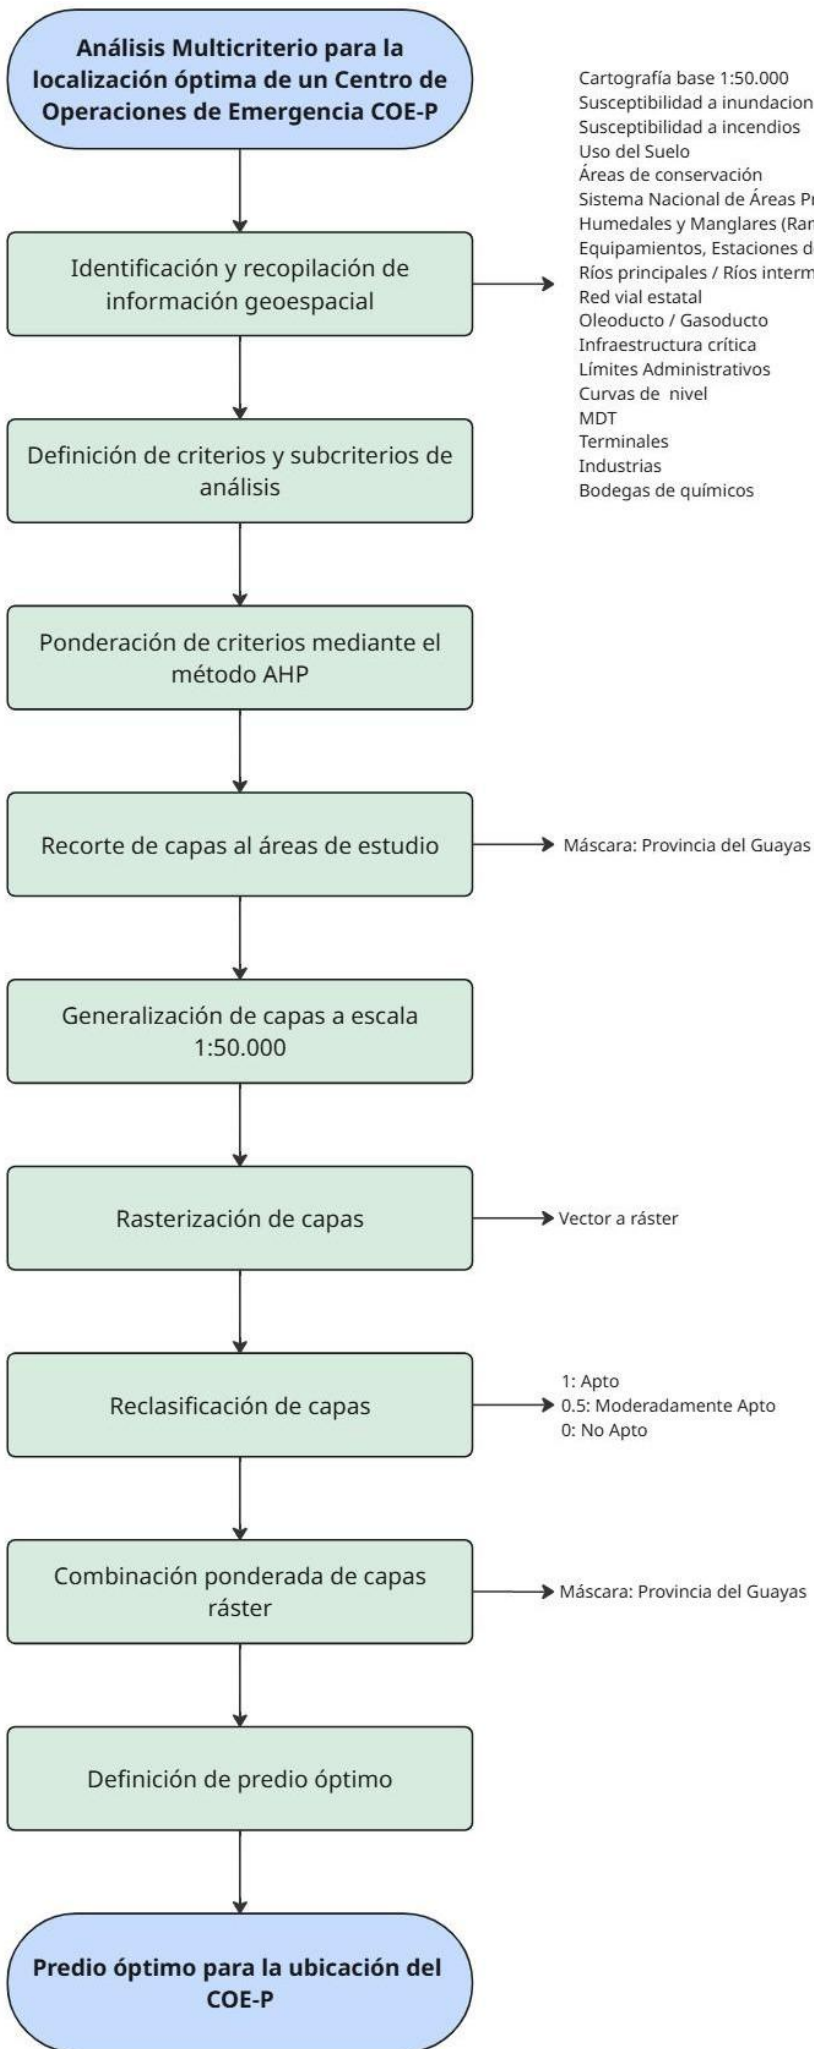 Análisis Multicriterio para la
localización óptima de un Centro de
Operaciones de Emergencia COE-P
Identificación y recopilación de
información geoespacial
Cartografía base 1:50.000
Susceptibilidad a
Susceptibilidad a incendios
Uso del Suelo
Áreas de conservación
Sistema Nacional de Áreas
Humedales y Manglares
Equipamientos, Estaciones
Ríos principales / Ríos
Red vial estatal
Oleoducto / Gasoducto
Infraestructura crítica
Límites Administrativos
Curvas de nivel
MDT
Terminales
Industrias
Bodegas de químicos
Definición de criterios y subcriterios de
análisis
Ponderación de criterios mediante el
método AHP
Recorte de capas al áreas de estudio
Máscara: Provincia del Guayas
Generalización de capas a escala
1:50.000
Rasterización de capas
Vector a ráster
Reclasificación de capas
1: Apto
0.5: Moderadamente Apto
0: No Apto
Combinación ponderada de capas
ráster
Máscara: Provincia del Guayas
Definición de predio óptimo
Predio óptimo para la ubicación del
COE-P